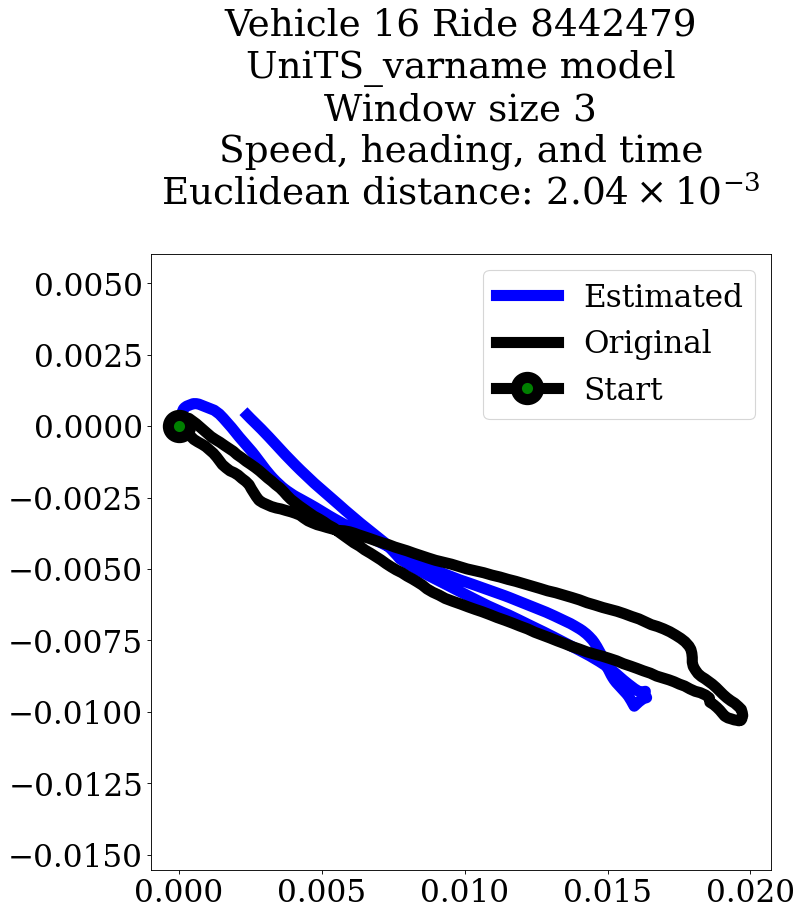 Vehicle 16 Ride 8442479
UniTS_varname model
Window size 3
Speed, heading, and time
Euclidean distance: 2.04 × 10⁻³
Estimated
Original
Start
0.0050
0.0025
0.0000
−0.0025
−0.0050
−0.0075
−0.0100
−0.0125
−0.0150
0.000 0.005 0.010 0.015 0.020